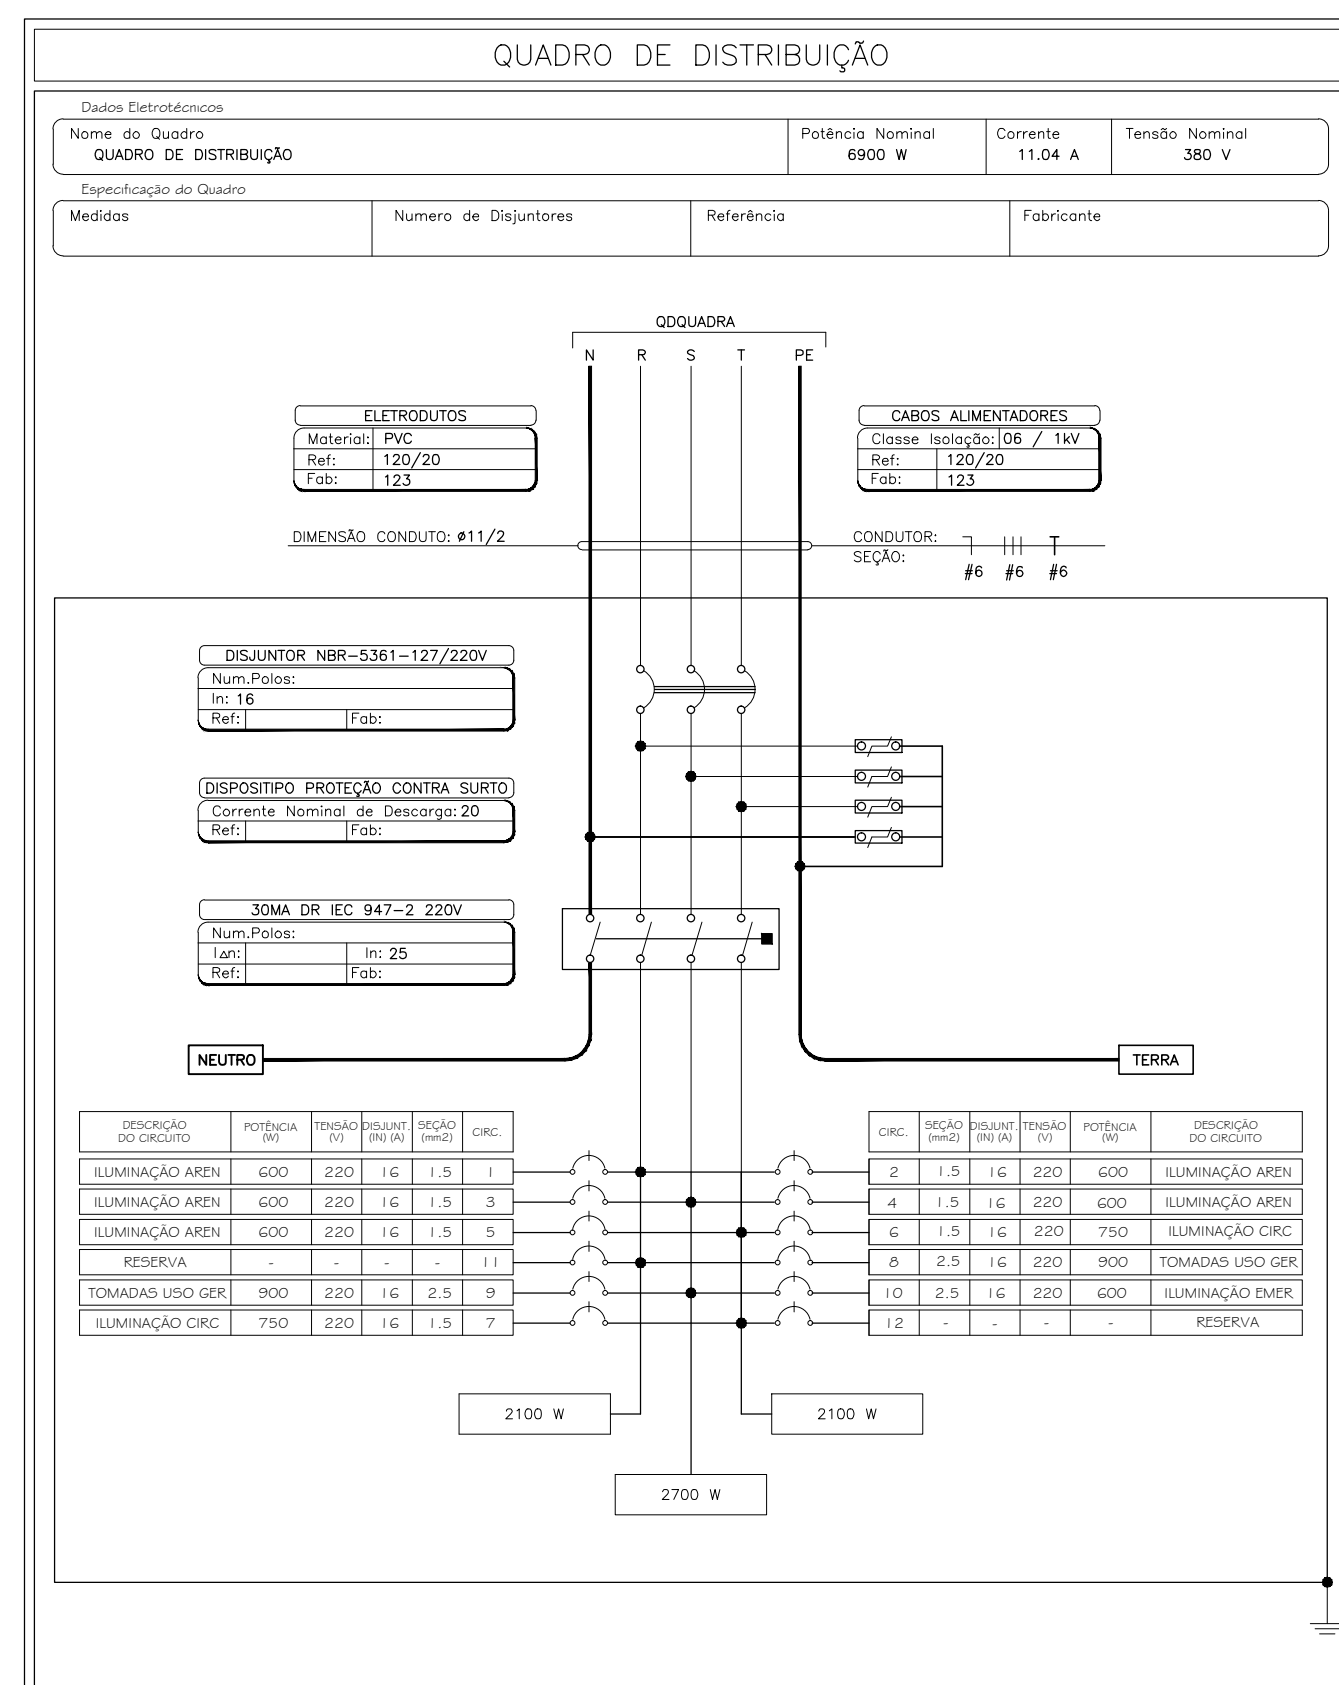 QUADRO DE DISTRIBUIÇÃO
Dados Eletrotécnicos
Nome do Quadro
QUADRO DE DISTRIBUIÇÃO
Potência Nominal
6900 W
Corrente
11.04 A
Tensão Nominal
380 V
Especificação do Quadro
Medidas
Numero de Disjuntores
Referência
Fabricante
QDQUADRA
N R S T PE
ELETRODUTOS
Material: PVC
Ref: 120/20
Fab: 123
CABOS ALIMENTADORES
Classe Isolação: 06 / 1kV
Ref: 120/20
Fab: 123
DIMENSÃO CONDUTO: ø11/2
CONDUTOR:
SEÇÃO:
#6 #6 #6
DISJUNTOR NBR-5361-127/220V
Num.Polos:
In: 16
Ref: Fab:
DISPOSITIPO PROTEÇÃO CONTRA SURTO
Corrente Nominal de Descarga: 20
Ref: Fab:
30MA DR IEC 947-2 220V
Num.Polos:
I△n: In: 25
Ref: Fab:
NEUTRO
TERRA
DESCRIÇÃO DO CIRCUITO POTÊNCIA (W) TENSÃO (V) DISJUNT. (IN) (A) SEÇÃO (mm2) CIRC.
ILUMINAÇÃO AREN 600 220 16 1.5 1
ILUMINAÇÃO AREN 600 220 16 1.5 3
ILUMINAÇÃO AREN 600 220 16 1.5 5
RESERVA - - - - 11
TOMADAS USO GER 900 220 16 2.5 9
ILUMINAÇÃO CIRC 750 220 16 1.5 7
CIRC. SEÇÃO (mm2) DISJUNT. (IN) (A) TENSÃO (V) POTÊNCIA (W) DESCRIÇÃO DO CIRCUITO
2 1.5 16 220 600 ILUMINAÇÃO AREN
4 1.5 16 220 600 ILUMINAÇÃO AREN
6 1.5 16 220 750 ILUMINAÇÃO CIRC
8 2.5 16 220 900 TOMADAS USO GER
10 2.5 16 220 600 ILUMINAÇÃO EMER
12 - - - - RESERVA
2100 W
2100 W
2700 W